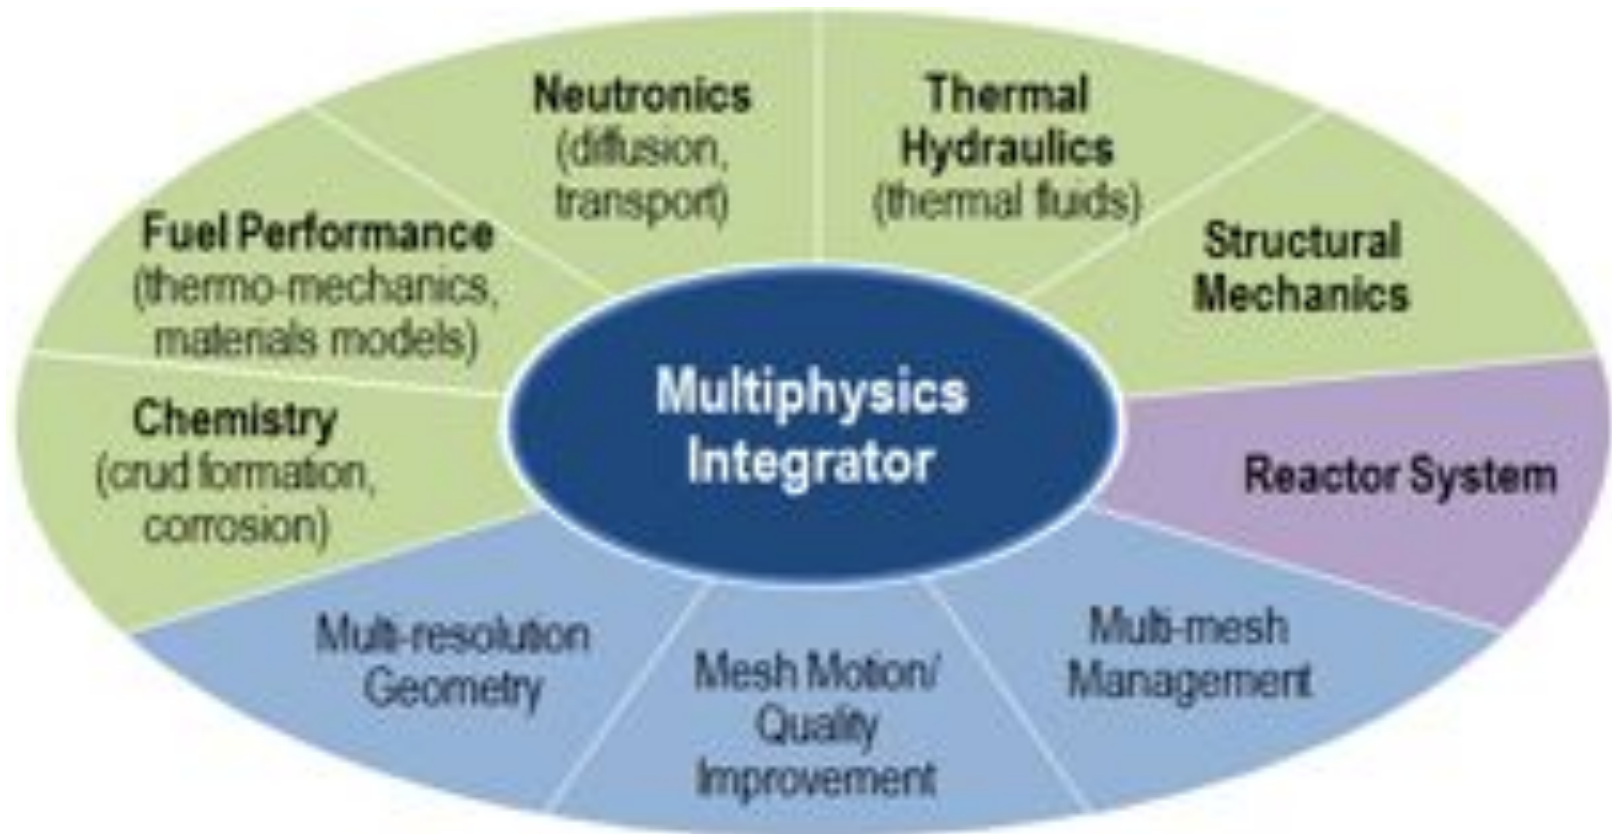 Neutronics
(diffusion,
transport)
Thermal
Hydraulics
(thermal fluids)
Structural
Mechanics
Reactor System
Multi-mesh
Management
Mesh Motion/
Quality
Improvement
Multi-resolution
Geometry
Chemistry
(crud formation,
corrosion)
Fuel Performance
(thermo-mechanics,
materials models)
Multiphysics
Integrator